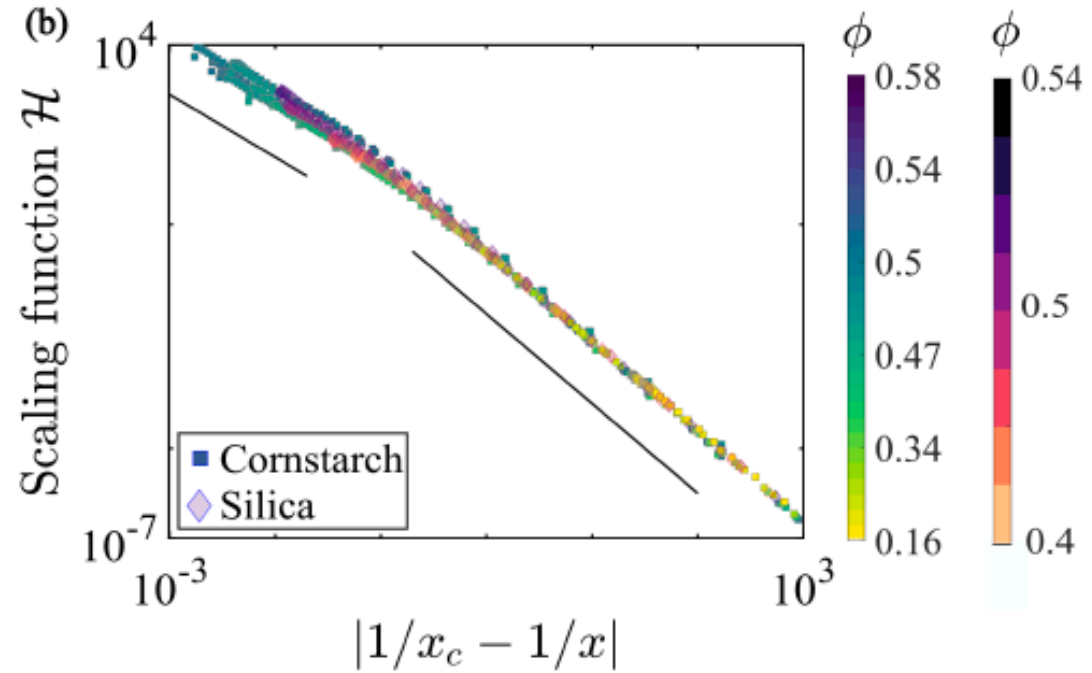 (b)
10^4
Scaling function ℋ
10^-7
10^-3
10^3
|1/x_c − 1/x|
Cornstarch
Silica
ϕ
0.58
0.54
0.5
0.47
0.34
0.16
ϕ
0.54
0.5
0.4